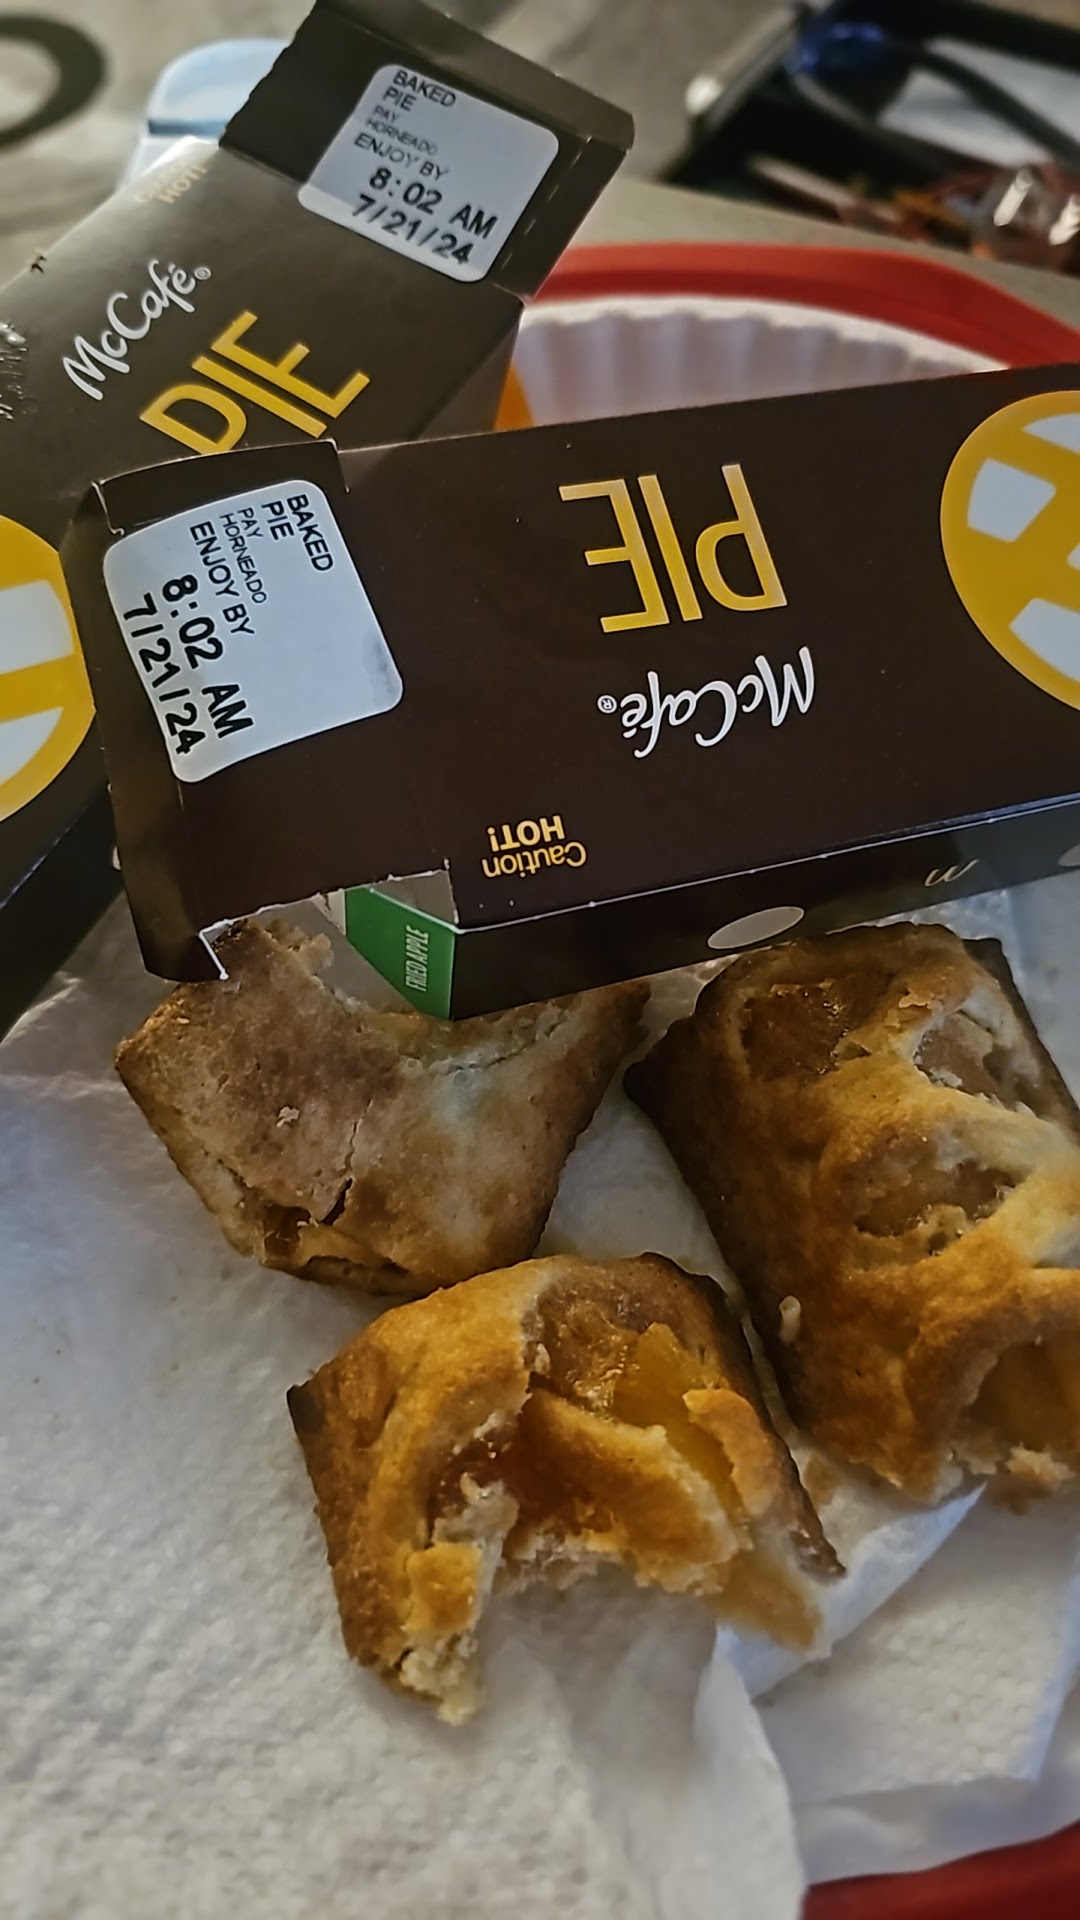 BAKED
PIE
PAY
HORNEADO
ENJOY BY
8:02 AM
7/21/24
HOT!
McCafé®
PIE
BAKED
PIE
PAY
HORNEADO
ENJOY BY
8:02 AM
7/21/24
PIE
McCafé®
Caution
HOT!
FRIED APPLE